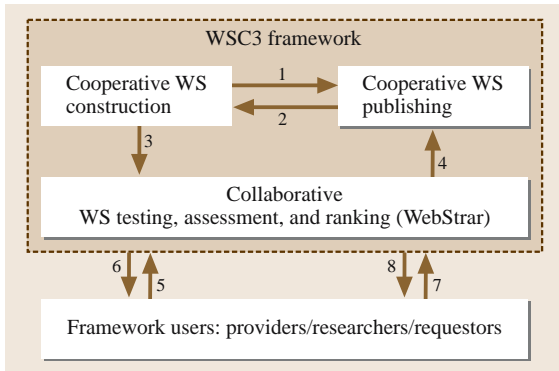 WSC3 framework
Cooperative WS
construction
1
2
Cooperative WS
publishing
3
4
Collaborative
WS testing, assessment, and ranking (WebStrar)
6
5
8
7
Framework users: providers/researchers/requestors